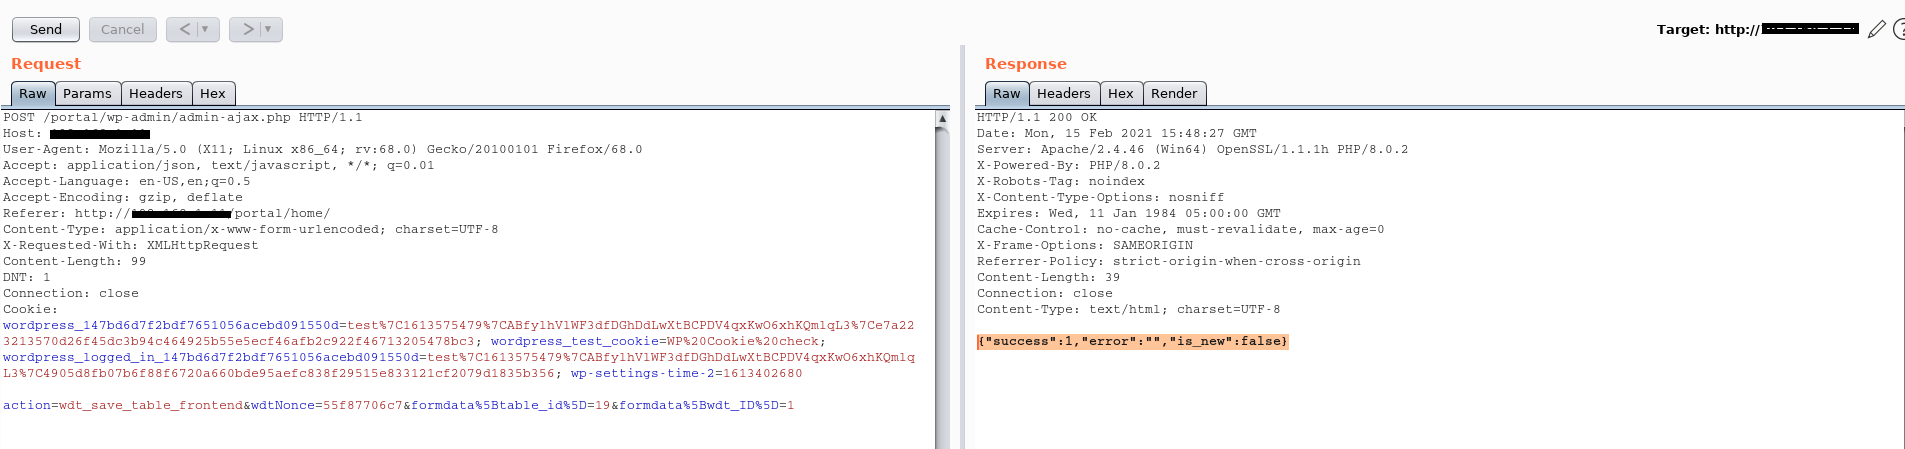 Send Cancel < >
Target: http://
Request
Raw Params Headers Hex
POST /portal/wp-admin/admin-ajax.php HTTP/1.1
Host:
User-Agent: Mozilla/5.0 (X11; Linux x86_64; rv:68.0) Gecko/20100101 Firefox/68.0
Accept: application/json, text/javascript, */*; q=0.01
Accept-Language: en-US,en;q=0.5
Accept-Encoding: gzip, deflate
Referer: http:///portal/home/
Content-Type: application/x-www-form-urlencoded; charset=UTF-8
X-Requested-With: XMLHttpRequest
Content-Length: 99
DNT: 1
Connection: close
Cookie:
wordpress_147bd6d7f2bdf7651056acebd091550d=test%7C1613575479%7CABfylhVlWF3dfDGhDdLwXtBCPDV4qxKwO6xhKQmlqL3%7Ce7a22
3213570d26f45dc3b94c464925b55e5ecf46afb2c922f46713205478bc3; wordpress_test_cookie=WP%20Cookie%20check;
wordpress_logged_in_147bd6d7f2bdf7651056acebd091550d=test%7C1613575479%7CABfylhVlWF3dfDGhDdLwXtBCPDV4qxKwO6xhKQmlq
L3%7C4905d8fb07b6f88f6720a660bde95aefc838f29515e833121cf2079d1835b356; wp-settings-time-2=1613402680
action=wdt_save_table_frontend&wdtNonce=55f87706c7&formdata%5Btable_id%5D=19&formdata%5Bwdt_ID%5D=1
Response
Raw Headers Hex Render
HTTP/1.1 200 OK
Date: Mon, 15 Feb 2021 15:48:27 GMT
Server: Apache/2.4.46 (Win64) OpenSSL/1.1.1h PHP/8.0.2
X-Powered-By: PHP/8.0.2
X-Robots-Tag: noindex
X-Content-Type-Options: nosniff
Expires: Wed, 11 Jan 1984 05:00:00 GMT
Cache-Control: no-cache, must-revalidate, max-age=0
X-Frame-Options: SAMEORIGIN
Referrer-Policy: strict-origin-when-cross-origin
Content-Length: 39
Connection: close
Content-Type: text/html; charset=UTF-8
{"success":1,"error":"","is_new":false}